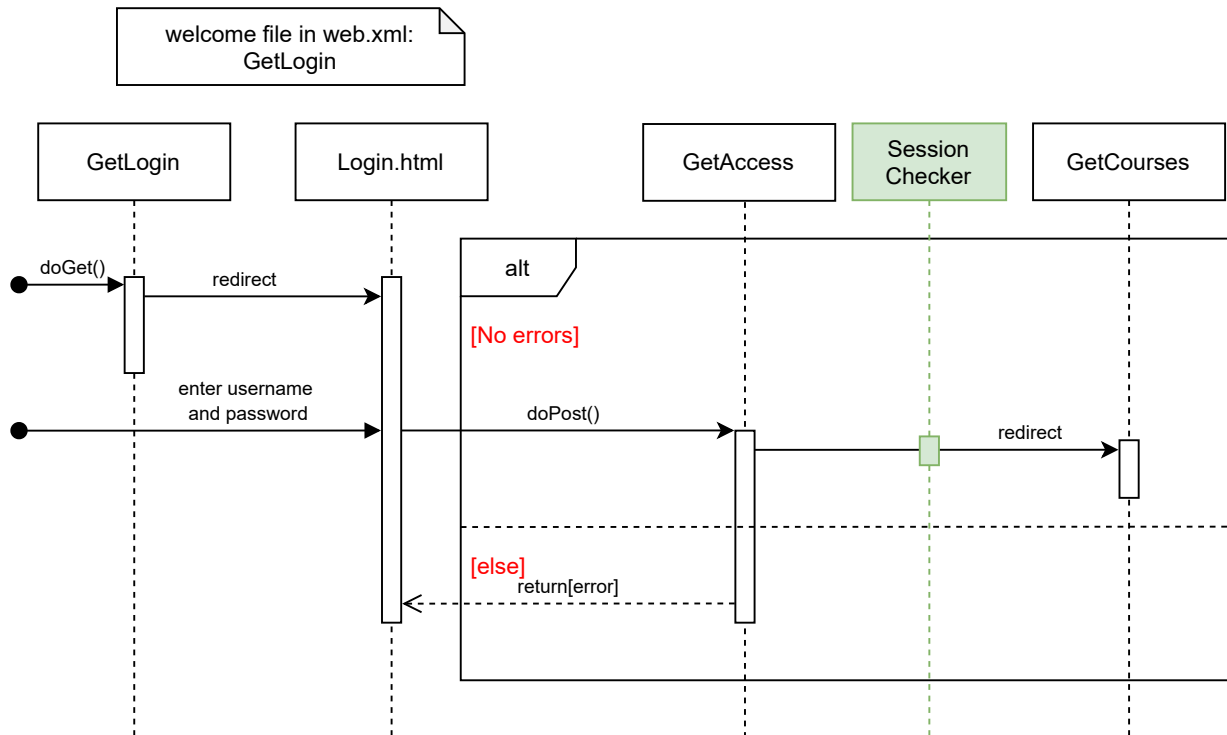 welcome file in web.xml:
GetLogin
GetLogin
Login.html
GetAccess
Session
Checker
GetCourses
doGet()
redirect
alt
[No errors]
enter username
and password
doPost()
redirect
[else]
return[error]